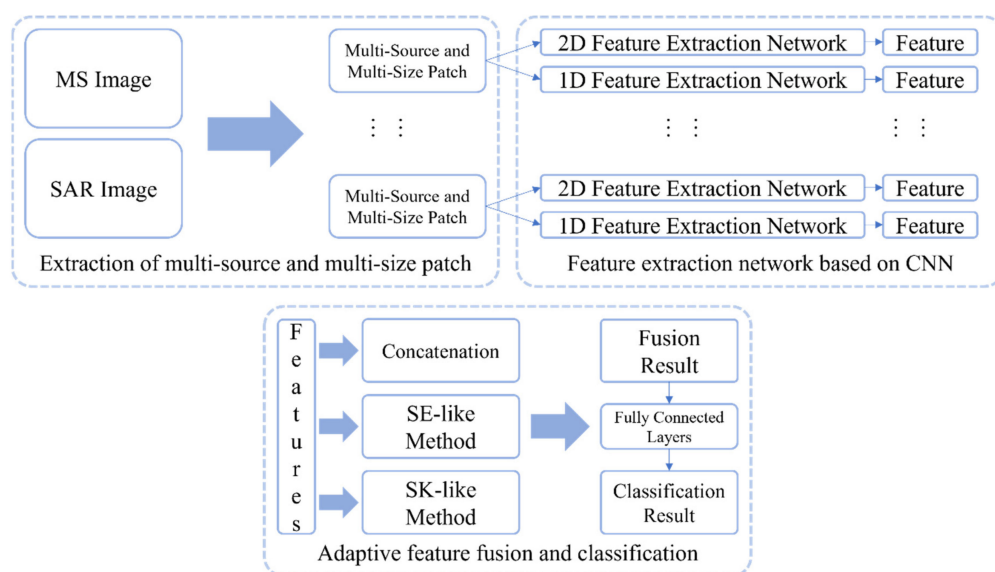 MS Image
SAR Image
Multi-Source and
Multi-Size Patch
⋮ ⋮
Multi-Source and
Multi-Size Patch
Extraction of multi-source and multi-size patch
2D Feature Extraction Network
Feature
1D Feature Extraction Network
Feature
⋮ ⋮
⋮ ⋮
2D Feature Extraction Network
Feature
1D Feature Extraction Network
Feature
Feature extraction network based on CNN
F
e
a
t
u
r
e
s
Concatenation
SE-like
Method
SK-like
Method
Fusion
Result
Fully Connected
Layers
Classification
Result
Adaptive feature fusion and classification